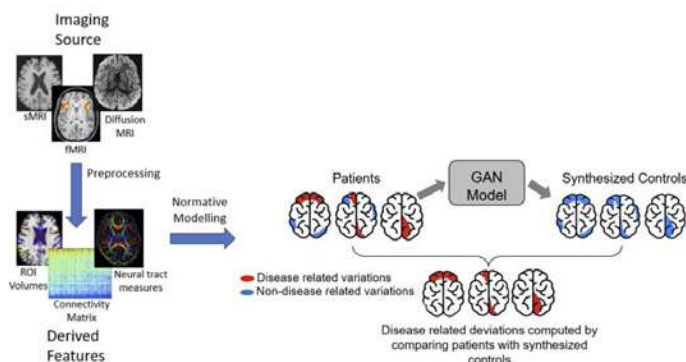 Imaging
Source
sMRI
Diffusion
MRI
fMRI
Preprocessing
ROI
Volumes
Neural tract
measures
Connectivity
Matrix
Derived
Features
Normative
Modelling
Patients
GAN
Model
Synthesized Controls
Disease related variations
Non-disease related variations
Disease related deviations computed by
comparing patients with synthesized
controls